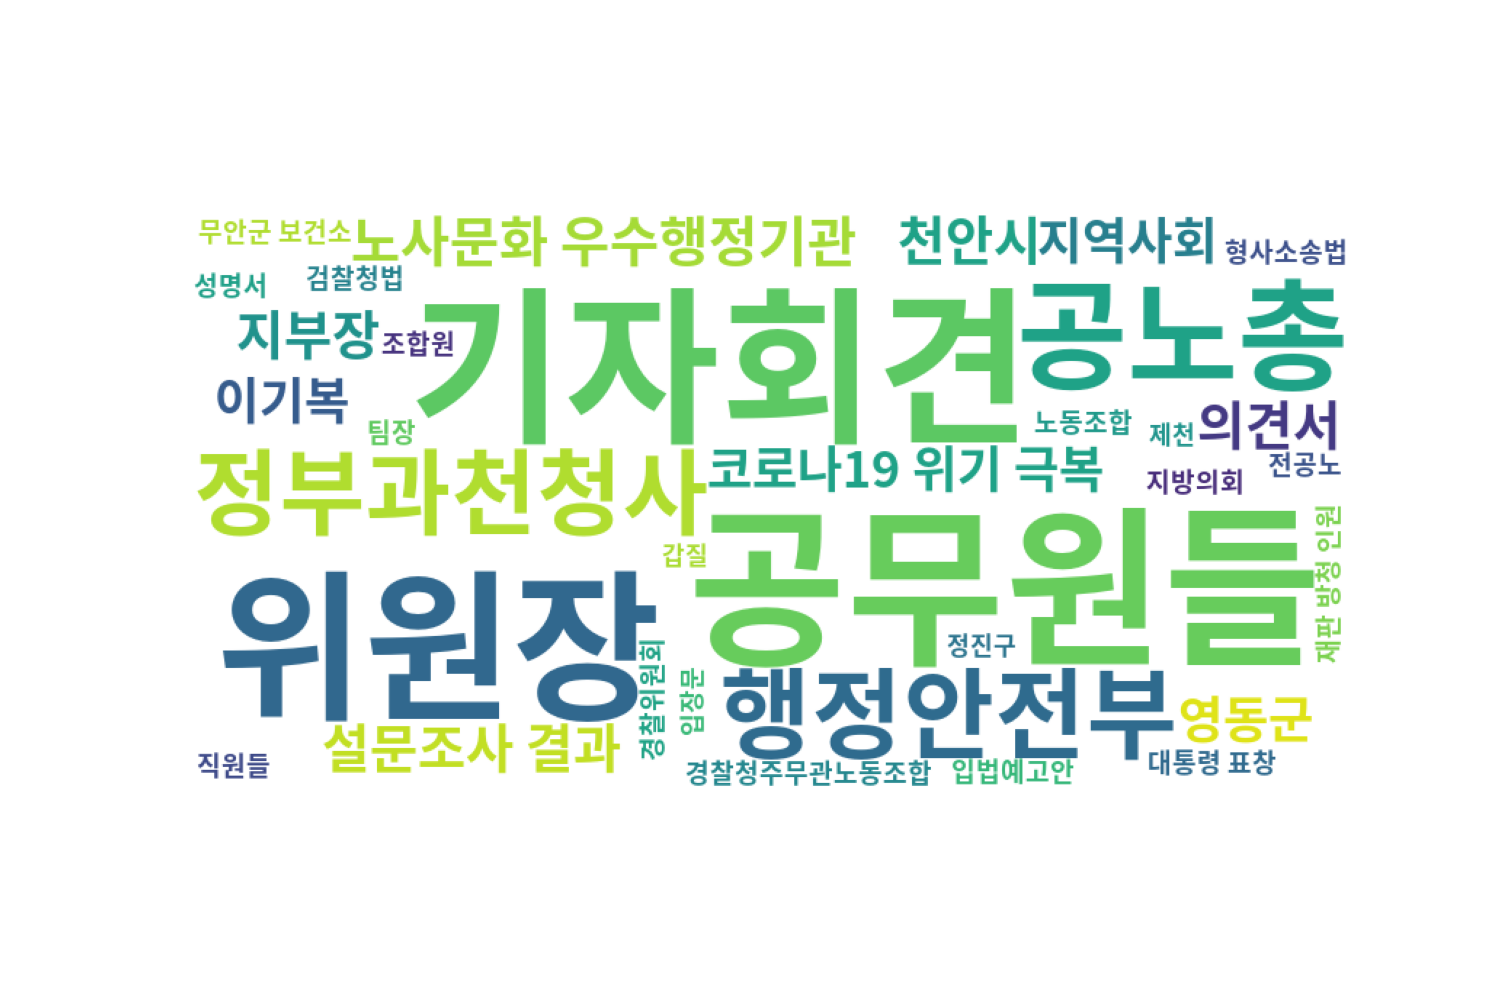 무안군 보건소
노사문화 우수행정기관
천안시
지역사회
형사소송법
성명서
검찰청법
기자회견
공노총
지부장
조합원
이기복
팀장
노동조합
제천
의견서
정부과천청사
코로나19 위기 극복
지방의회
전공노
공무원들
재판 방청 인원
갑질
위원장
정진구
경찰위원회
입장문
행정안전부
영동군
설문조사 결과
직원들
경찰청주무관노동조합
입법예고안
대통령 표창